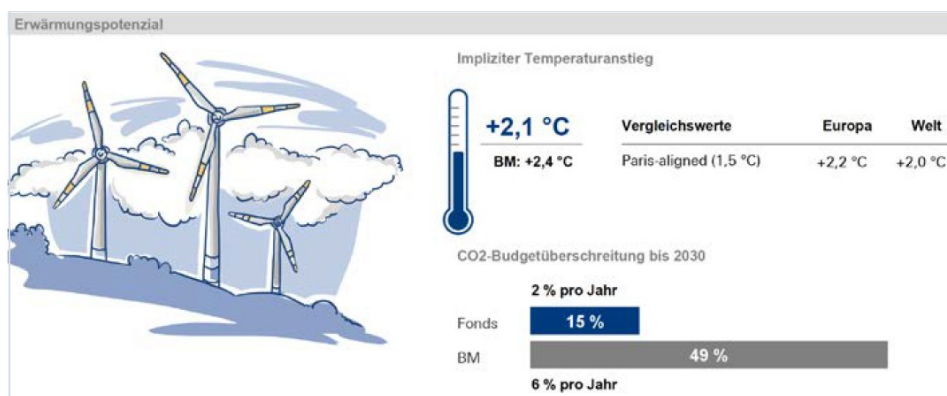 Erwärmungspotenzial
Impliziter Temperaturanstieg
+2,1 °C
BM: +2,4 °C
Vergleichswerte Europa Welt
Paris-aligned (1,5 °C) +2,2 °C +2,0 °C
CO2-Budgetüberschreitung bis 2030
2 % pro Jahr
Fonds 15 %
BM 49 %
6 % pro Jahr